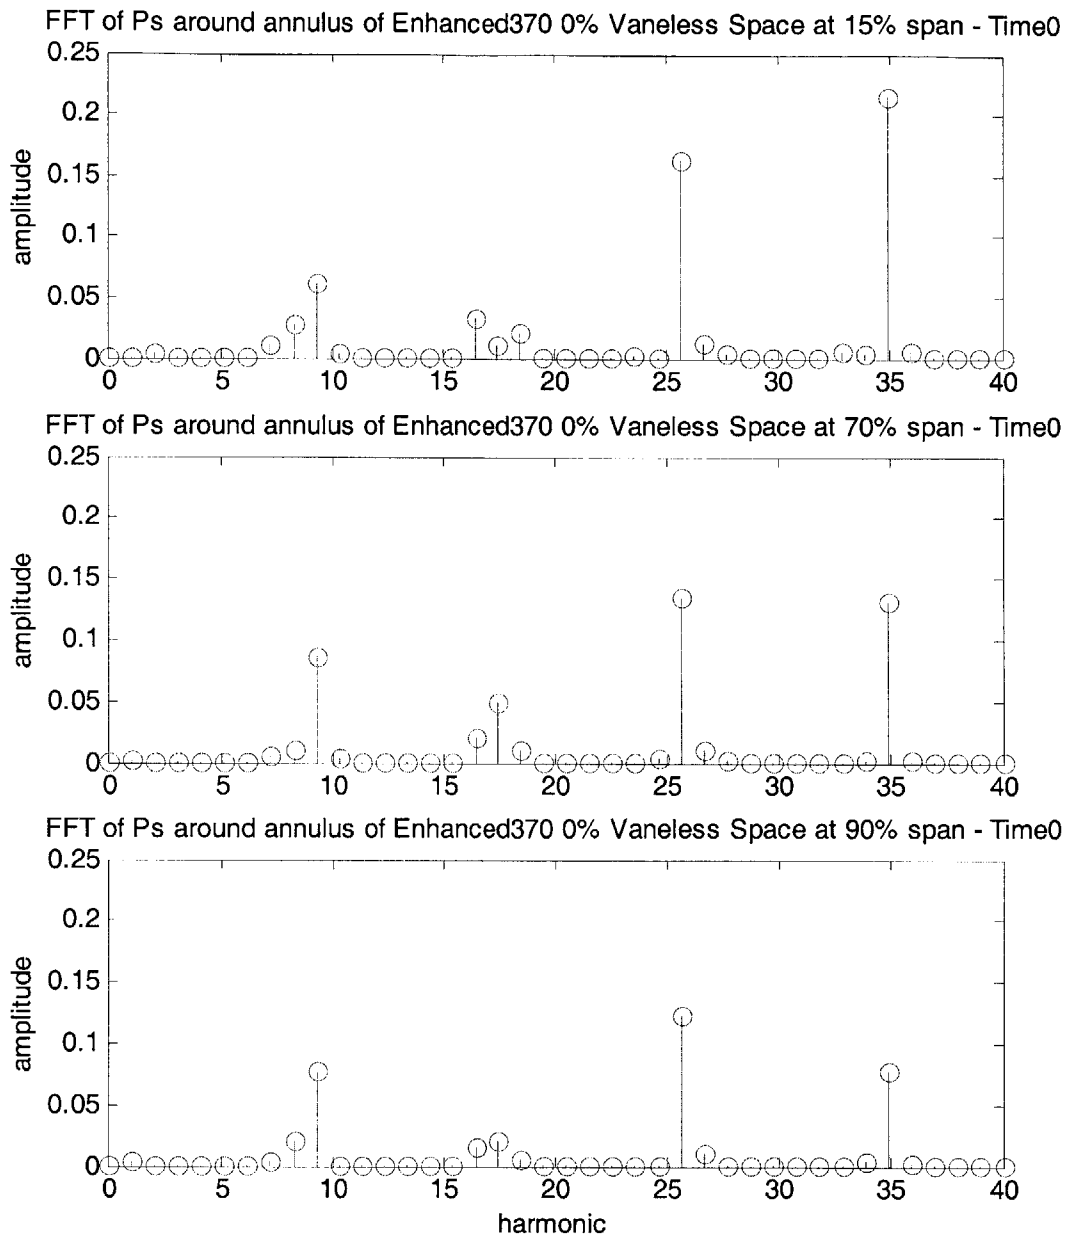 FFT of Ps around annulus of Enhanced370 0% Vaneless Space at 15% span - Time0
0.25
0.2
0.15
0.1
0.05
0
amplitude
0 5 10 15 20 25 30 35 40
FFT of Ps around annulus of Enhanced370 0% Vaneless Space at 70% span - Time0
0.25
0.2
0.15
0.1
0.05
0
amplitude
0 5 10 15 20 25 30 35 40
FFT of Ps around annulus of Enhanced370 0% Vaneless Space at 90% span - Time0
0.25
0.2
0.15
0.1
0.05
0
amplitude
0 5 10 15 20 25 30 35 40
harmonic